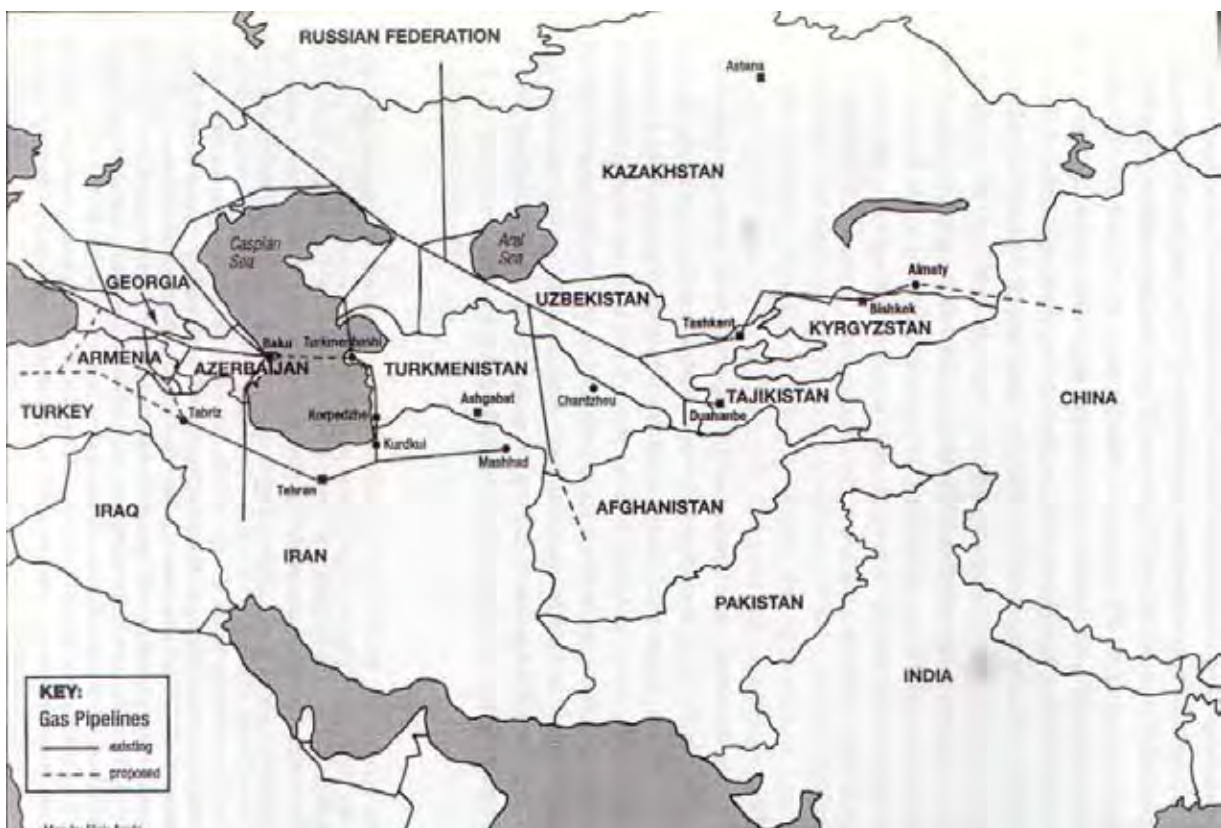 RUSSIAN FEDERATION
Astana
KAZAKHSTAN
Caspian
Sea
Aral
Sea
GEORGIA
UZBEKISTAN
Almaty
Bishkek
Tashkent
KYRGYZSTAN
ARMENIA
Baku
Turkmenbashi
AZERBAIJAN
TURKMENISTAN
Chardzhou
TAJIKISTAN
Dushanbe
CHINA
TURKEY
Tabriz
Korpedzhe
Ashgabat
Kurdkui
Mashhad
Tehran
IRAQ
AFGHANISTAN
IRAN
PAKISTAN
INDIA
KEY:
Gas Pipelines
existing
proposed